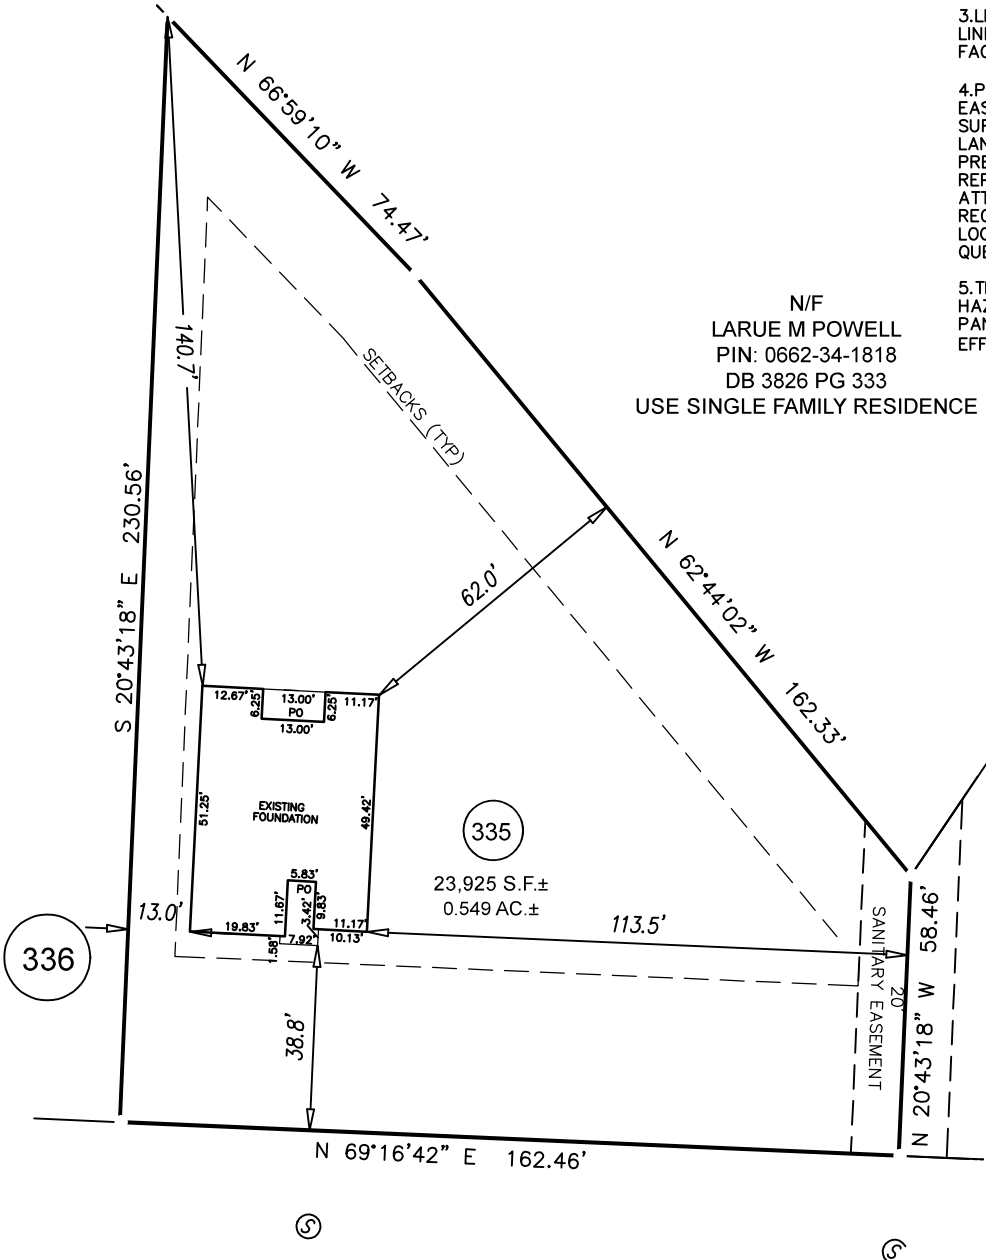 3.L
LIN
FAC
4.P
EAS
SUR
LAN
PRE
REF
ATT
REC
LOC
QUE
5.T
HAZ
PAN
EFF
N 66°59'10" W 74.47'
N/F
LARUE M POWELL
PIN: 0662-34-1818
DB 3826 PG 333
USE SINGLE FAMILY RESIDENCE
140.7'
SETBACKS (TYP)
S 20°43'18" E 230.56'
62.0'
N 62°44'02" W 162.33'
12.67'
6.25'
13.00'
PO
13.00'
6.25'
11.17'
51.25'
EXISTING
FOUNDATION
49.42'
335
23,925 S.F.±
0.549 AC.±
5.83'
PO
11.67'
3.42'
9.83'
11.17'
13.0'
19.83'
1.58'
7.92'
10.13'
113.5'
336
38.8'
SANITARY EASEMENT
20'
N 20°43'18" W 58.46'
N 69°16'42" E 162.46'
S
S